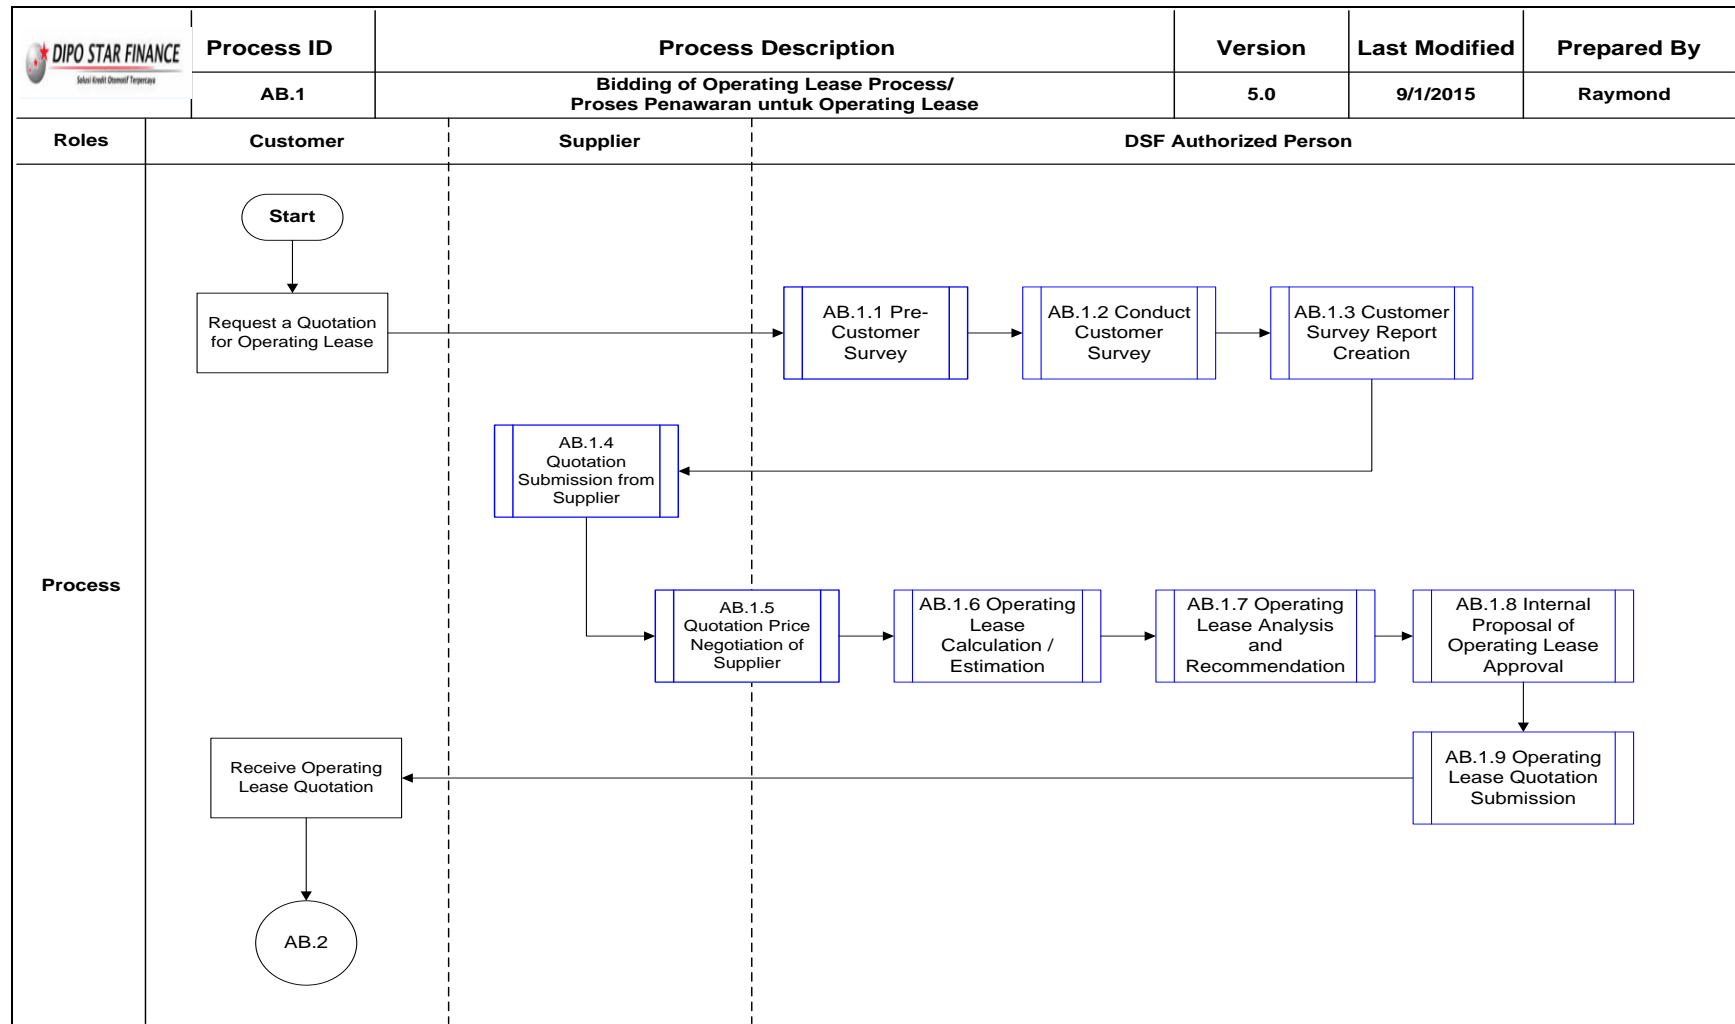 DIPO STAR FINANCE
Solusi Kredit Otomotif Terpercaya
Process ID
Process Description
Version
Last Modified
Prepared By
AB.1
Bidding of Operating Lease Process/
Proses Penawaran untuk Operating Lease
5.0
9/1/2015
Raymond
Roles
Customer
Supplier
DSF Authorized Person
Process
Start
Request a Quotation
for Operating Lease
AB.1.1 Pre-
Customer
Survey
AB.1.2 Conduct
Customer
Survey
AB.1.3 Customer
Survey Report
Creation
AB.1.4
Quotation
Submission from
Supplier
AB.1.5
Quotation Price
Negotiation of
Supplier
AB.1.6 Operating
Lease
Calculation /
Estimation
AB.1.7 Operating
Lease Analysis
and
Recommendation
AB.1.8 Internal
Proposal of
Operating Lease
Approval
AB.1.9 Operating
Lease Quotation
Submission
Receive Operating
Lease Quotation
AB.2